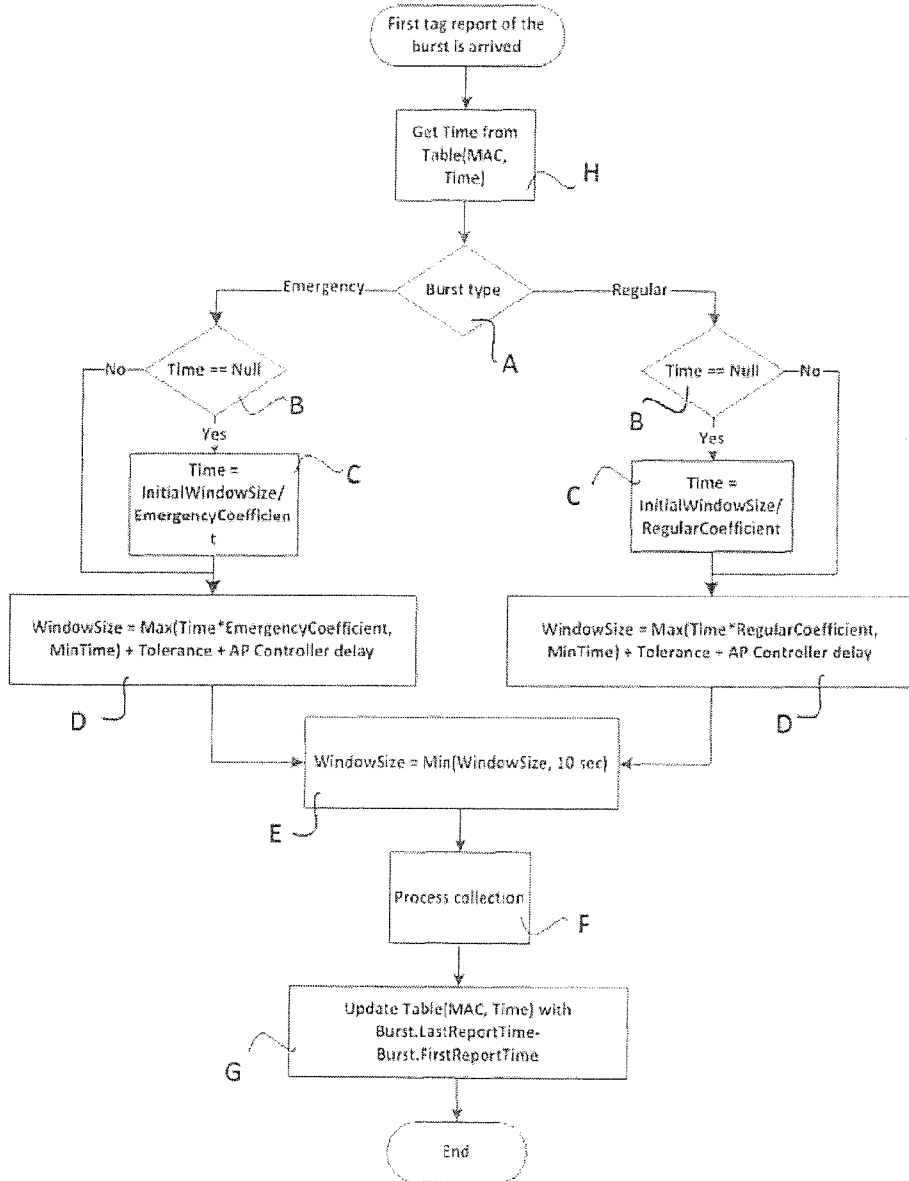 First tag report of the
burst is arrived
Get Time from
Table(MAC,
Time)
H
Emergency
Burst type
Regular
A
No
Time == Null
B
Time == Null
No
B
Yes
Yes
Time =
InitialWindowSize/
EmergencyCoefficien
t
C
Time =
InitialWindowSize/
RegularCoefficient
C
WindowSize = Max(Time*EmergencyCoefficient,
MinTime) + Tolerance + AP Controller delay
D
WindowSize = Max(Time*RegularCoefficient,
MinTime) + Tolerance + AP Controller delay
D
WindowSize = Min(WindowSize, 10 sec)
E
Process collection
F
Update Table(MAC, Time) with
Burst.LastReportTime-
Burst.FirstReportTime
G
End